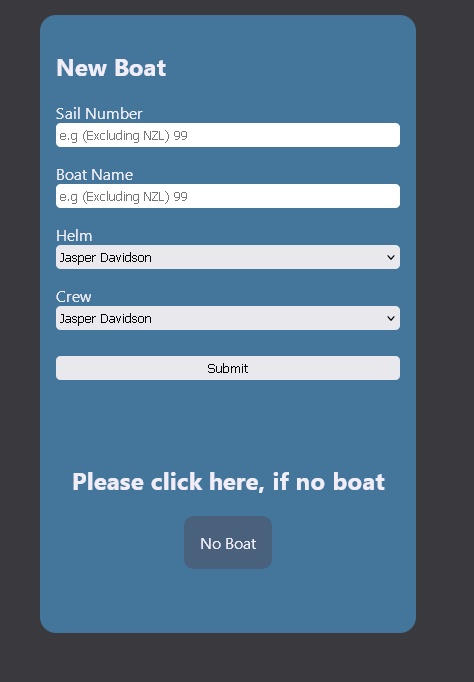 New Boat
Sail Number
e.g (Excluding NZL) 99
Boat Name
e.g (Excluding NZL) 99
Helm
Jasper Davidson
Crew
Jasper Davidson
Submit
Please click here, if no boat
No Boat